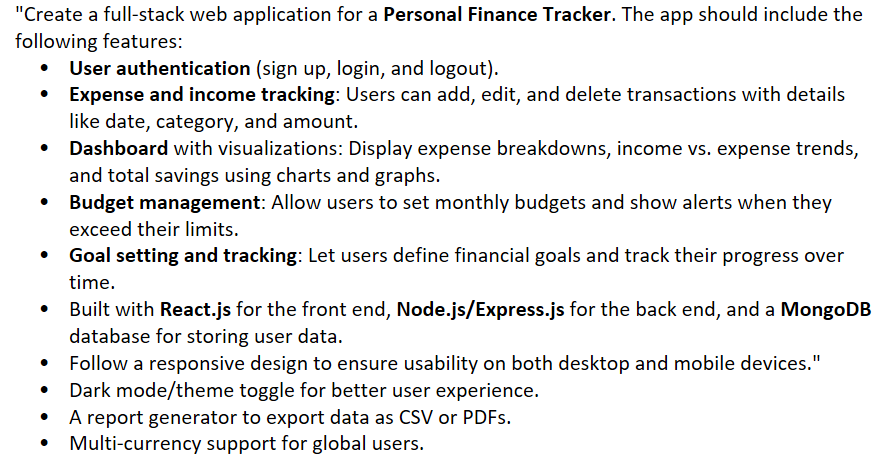 "Create a full-stack web application for a Personal Finance Tracker. The app should include the
following features:
• User authentication (sign up, login, and logout).
• Expense and income tracking: Users can add, edit, and delete transactions with details
like date, category, and amount.
• Dashboard with visualizations: Display expense breakdowns, income vs. expense trends,
and total savings using charts and graphs.
• Budget management: Allow users to set monthly budgets and show alerts when they
exceed their limits.
• Goal setting and tracking: Let users define financial goals and track their progress over
time.
• Built with React.js for the front end, Node.js/Express.js for the back end, and a MongoDB
database for storing user data.
• Follow a responsive design to ensure usability on both desktop and mobile devices."
• Dark mode/theme toggle for better user experience.
• A report generator to export data as CSV or PDFs.
• Multi-currency support for global users.